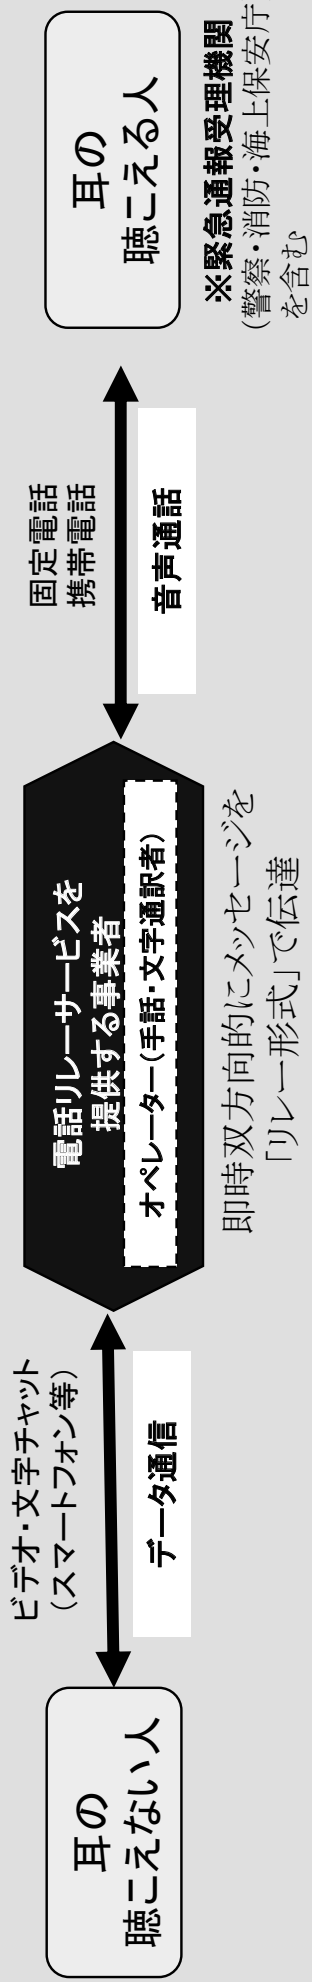 耳の
聴こえない人
ビデオ・文字チャット
(スマートフォン等)
データ通信
電話リレーサービスを
提供する事業者
オペレーター(手話・文字通訳者)
即時双方向的にメッセージを
「リレー形式」で伝達
固定電話
携帯電話
音声通話
耳の
聴こえる人
※緊急通報受理機関
(警察・消防・海上保安庁
を含む